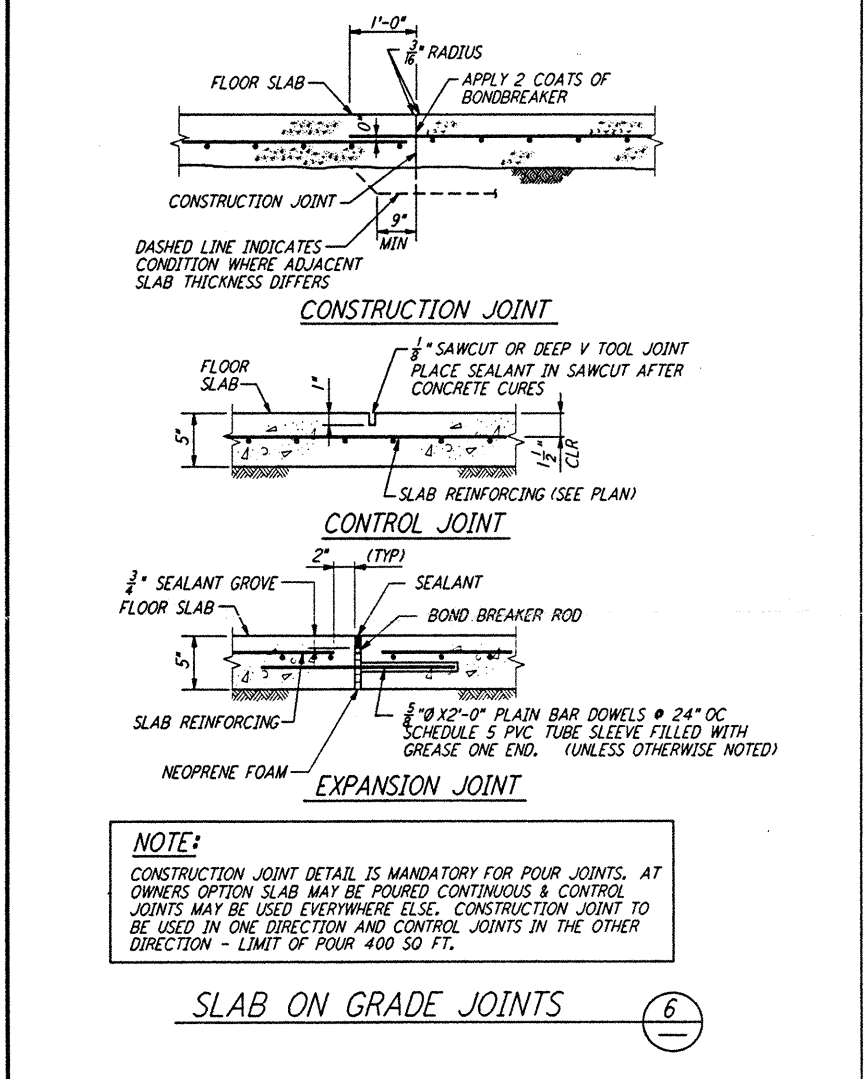 1'-0"
3/16" RADIUS
FLOOR SLAB
APPLY 2 COATS OF
BONDBREAKER
0"
CONSTRUCTION JOINT
9"
MIN
DASHED LINE INDICATES
CONDITION WHERE ADJACENT
SLAB THICKNESS DIFFERS
CONSTRUCTION JOINT
1/8" SAWCUT OR DEEP V TOOL JOINT
PLACE SEALANT IN SAWCUT AFTER
CONCRETE CURES
FLOOR
SLAB
1"
5"
1 1/2"
CLR
SLAB REINFORCING (SEE PLAN)
CONTROL JOINT
2" (TYP)
3/4" SEALANT GROVE
SEALANT
FLOOR SLAB
BOND BREAKER ROD
5"
SLAB REINFORCING
5/8"Ø X2'-0" PLAIN BAR DOWELS @ 24" OC
SCHEDULE 5 PVC TUBE SLEEVE FILLED WITH
GREASE ONE END. (UNLESS OTHERWISE NOTED)
NEOPRENE FOAM
EXPANSION JOINT
NOTE:
CONSTRUCTION JOINT DETAIL IS MANDATORY FOR POUR JOINTS. AT
OWNERS OPTION SLAB MAY BE POURED CONTINUOUS & CONTROL
JOINTS MAY BE USED EVERYWHERE ELSE. CONSTRUCTION JOINT TO
BE USED IN ONE DIRECTION AND CONTROL JOINTS IN THE OTHER
DIRECTION - LIMIT OF POUR 400 SQ FT.
SLAB ON GRADE JOINTS
6